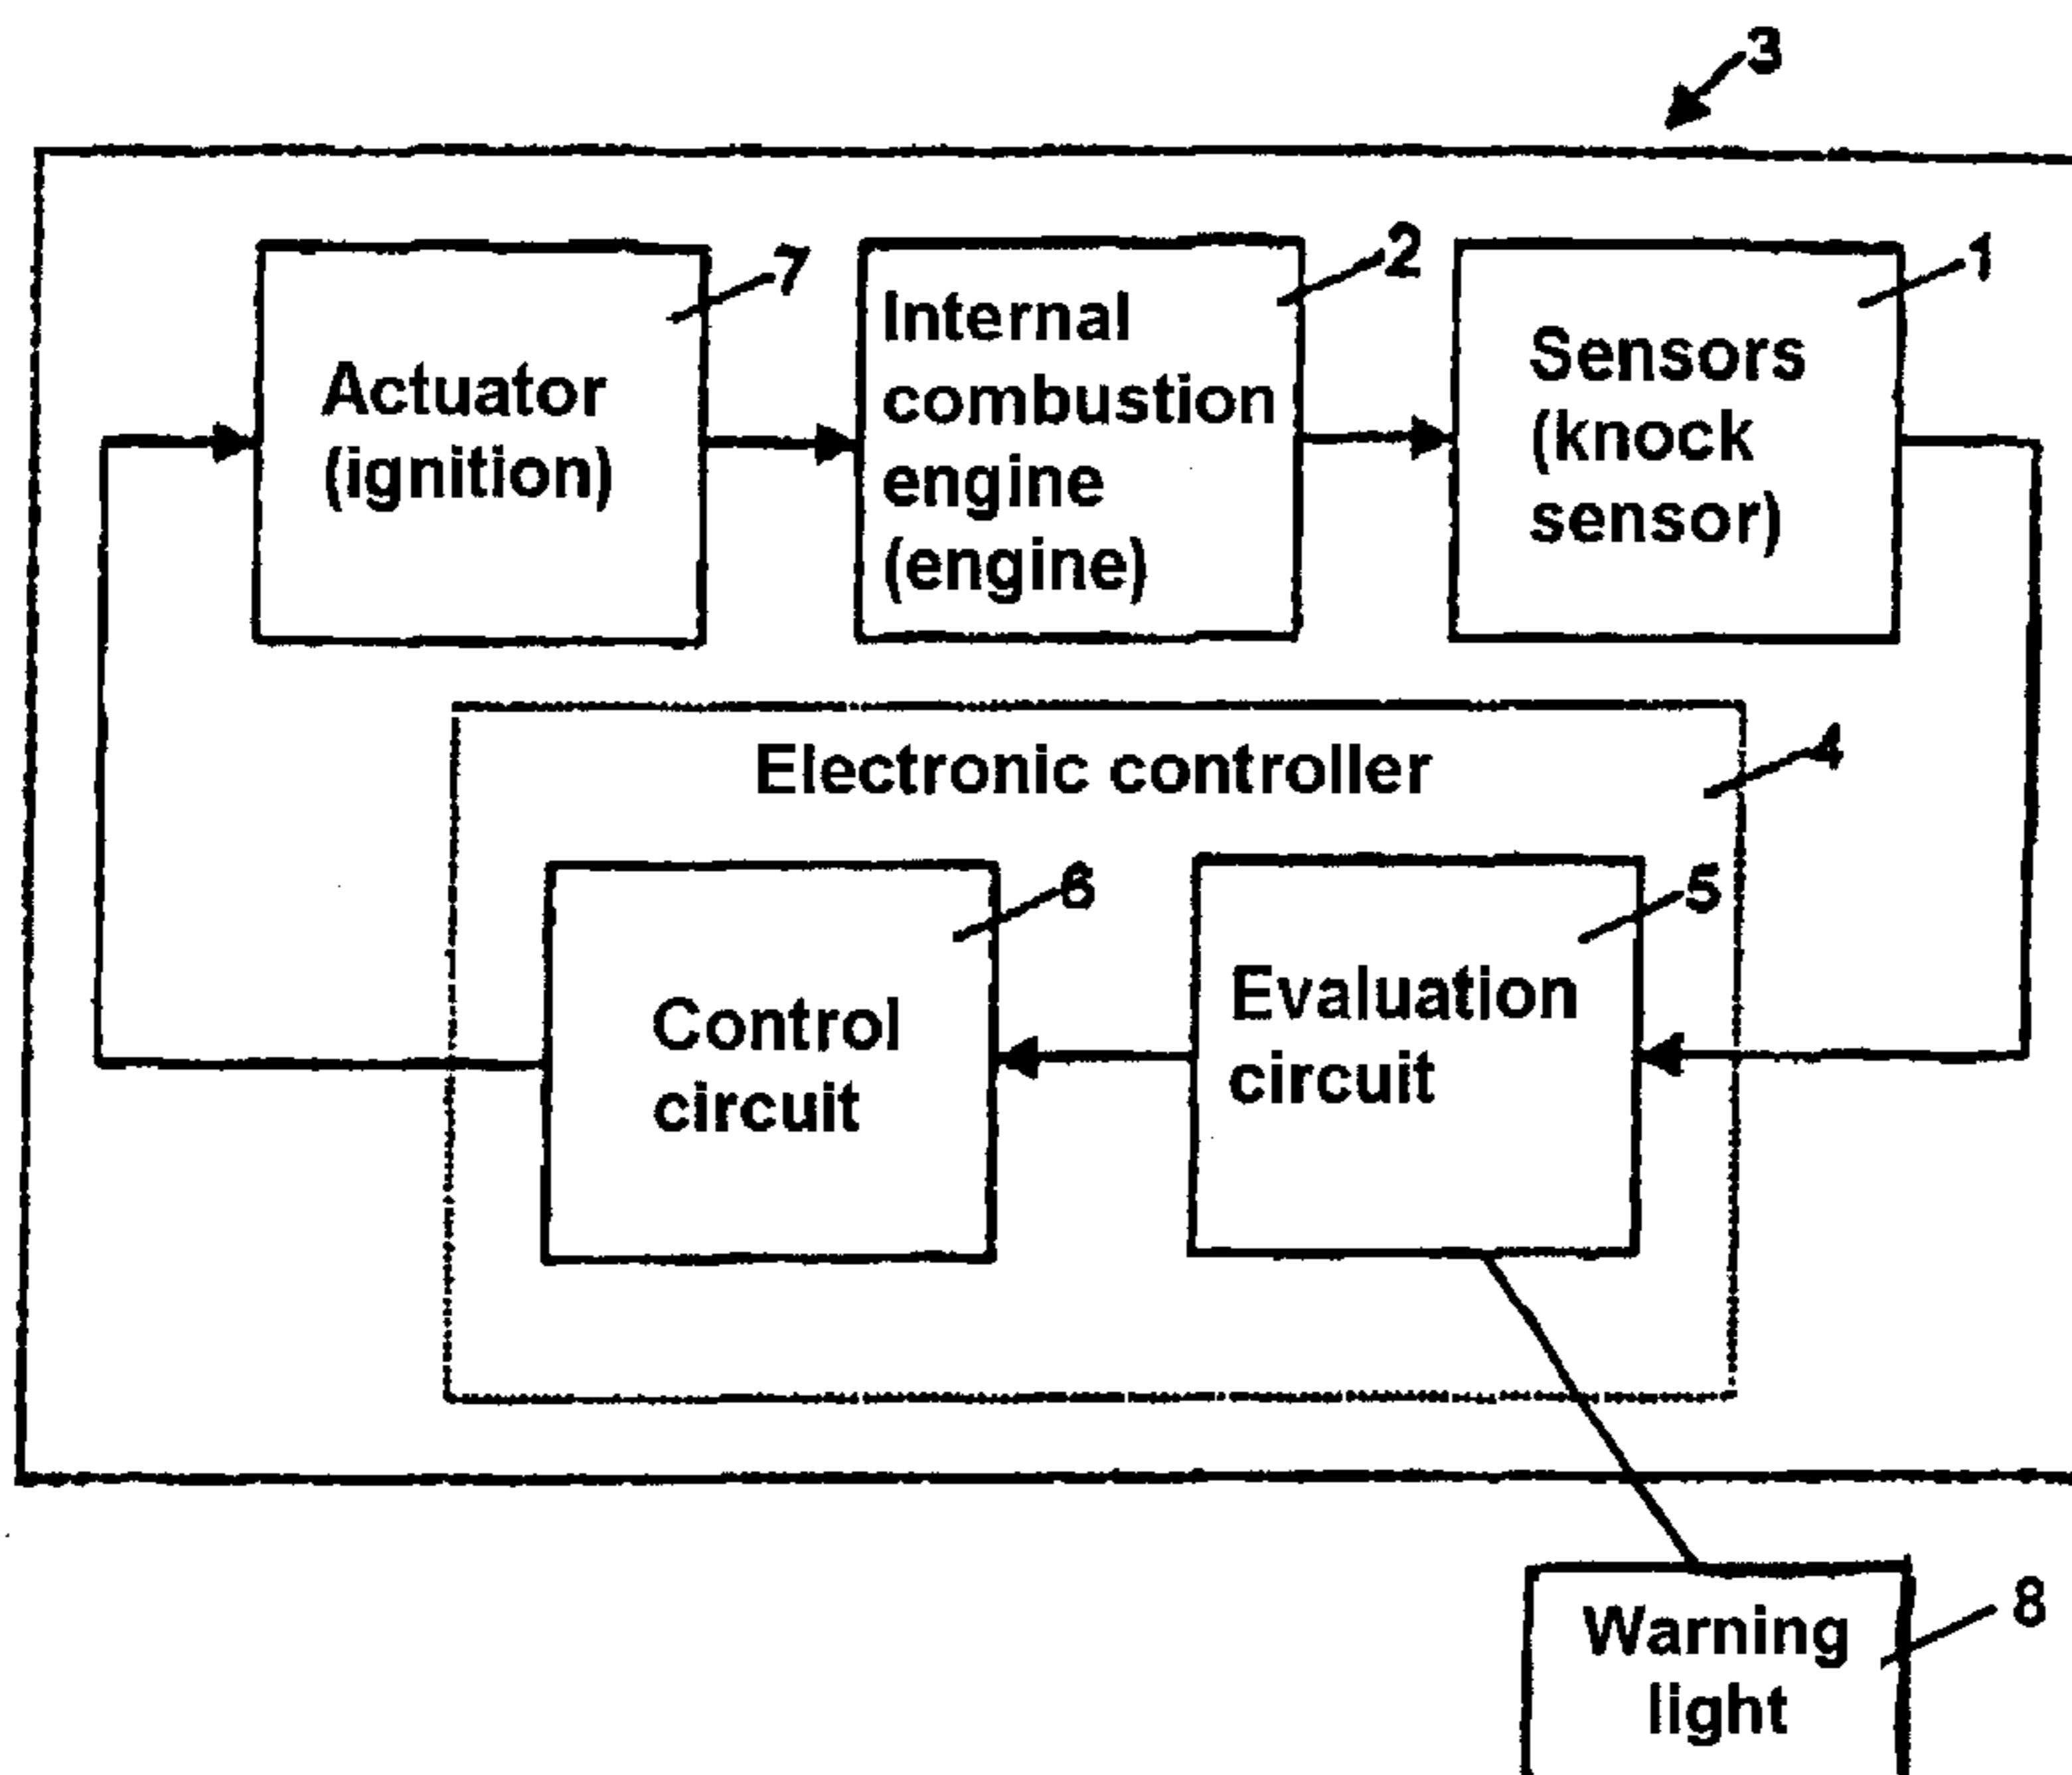 3
7
2
1
Actuator
(ignition)
Internal
combustion
engine
(engine)
Sensors
(knock
sensor)
Electronic controller
4
6
5
Control
circuit
Evaluation
circuit
8
Warning
light